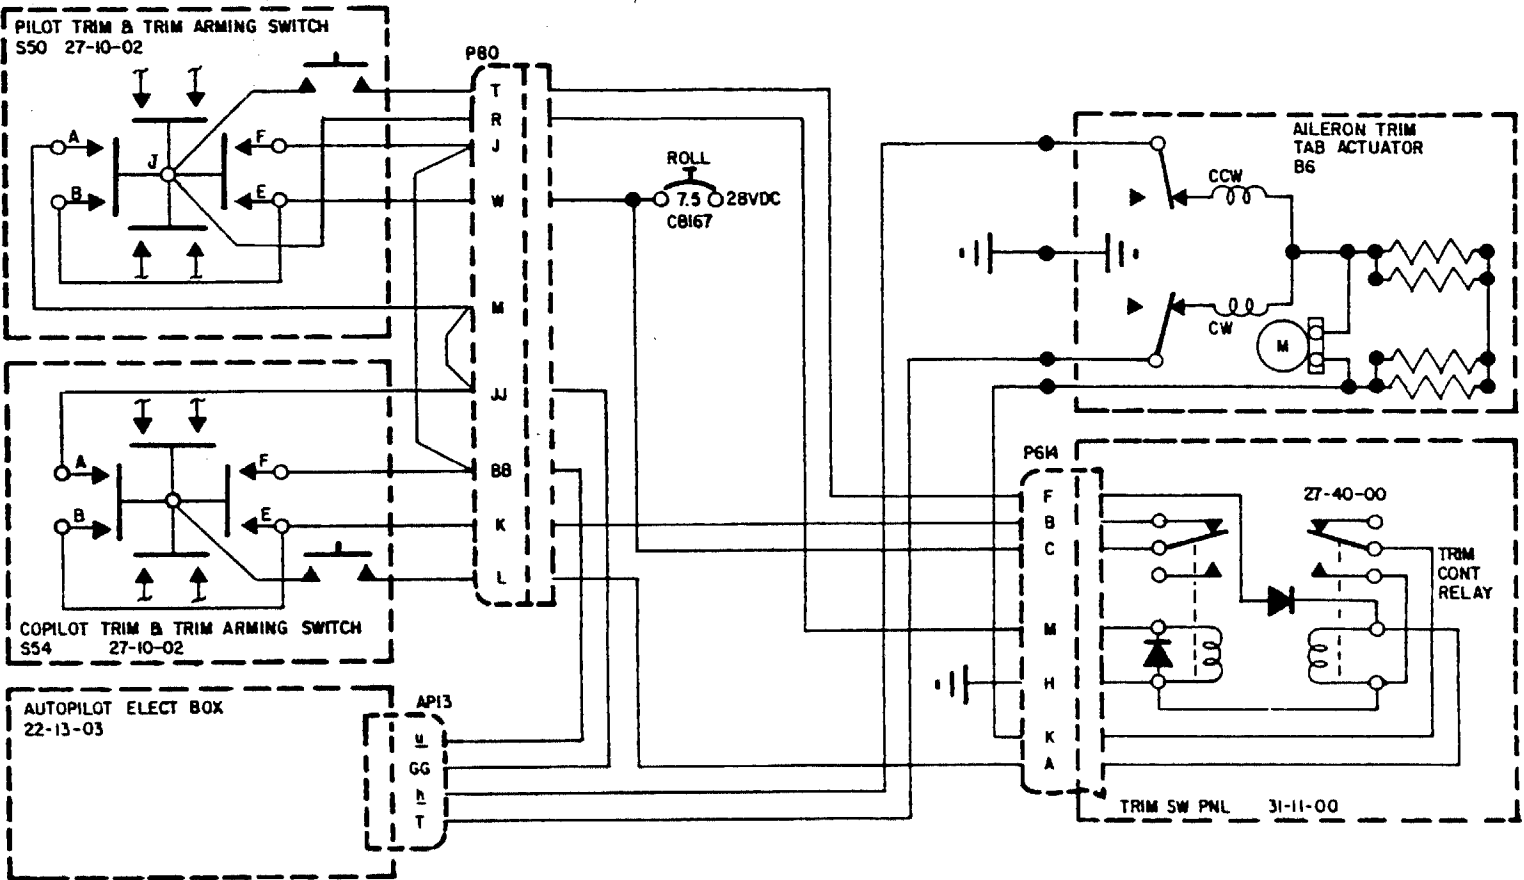 PILOT TRIM & TRIM ARMING SWITCH
S50 27-10-02
A
B
J
F
E
P80
T
R
J
W
M
JJ
BB
K
L
ROLL
7.5
28VDC
CB167
AILERON TRIM
TAB ACTUATOR
B6
CCW
CW
M
A
B
F
E
COPILOT TRIM & TRIM ARMING SWITCH
S54 27-10-02
AUTOPILOT ELECT BOX
22-13-03
AP13
u
GG
h
T
P614
F
B
C
M
H
K
A
27-40-00
TRIM
CONT
RELAY
TRIM SW PNL 31-11-00